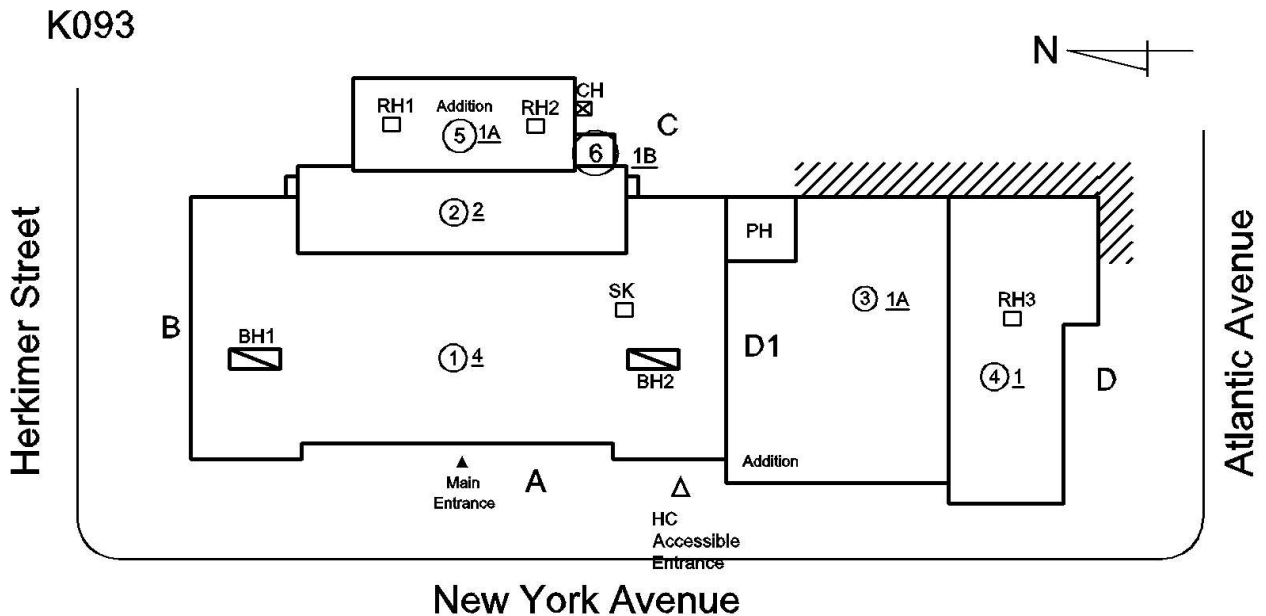 K093
N
CH
RH1
Addition
RH2
C
5 1A
6
1B
2 2
PH
Herkimer Street
SK
3 1A
RH3
B
BH1
D1
Atlantic Avenue
1 4
BH2
4 1
D
Addition
Main
Entrance
A
HC
Accessible
Entrance
New York Avenue